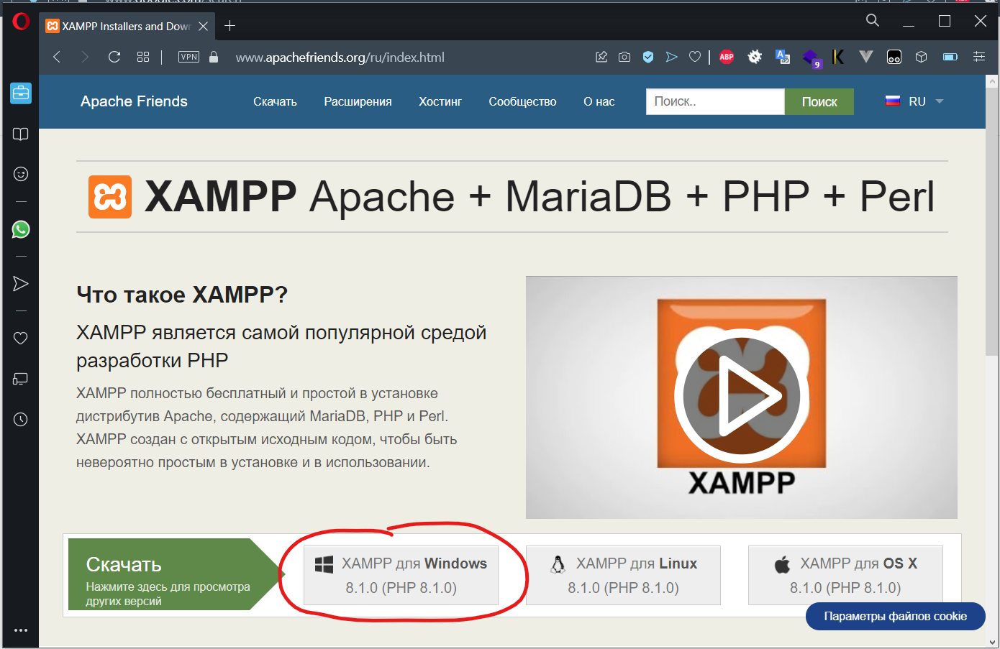 XAMPP Installers and Dow
VPN
www.apachefriends.org/ru/index.html
ABP
9
Apache Friends
Скачать
Расширения
Хостинг
Сообщество
О нас
Поиск..
Поиск
RU
XAMPP Apache + MariaDB + PHP + Perl
Что такое XAMPP?
XAMPP является самой популярной средой
разработки PHP
XAMPP полностью бесплатный и простой в установке
дистрибутив Apache, содержащий MariaDB, PHP и Perl.
XAMPP создан с открытым исходным кодом, чтобы быть
невероятно простым в установке и в использовании.
XAMPP
Скачать
Нажмите здесь для просмотра
других версий
XAMPP для Windows
8.1.0 (PHP 8.1.0)
XAMPP для Linux
8.1.0 (PHP 8.1.0)
XAMPP для OS X
8.1.0 (PHP 8.1.0)
Параметры файлов cookie